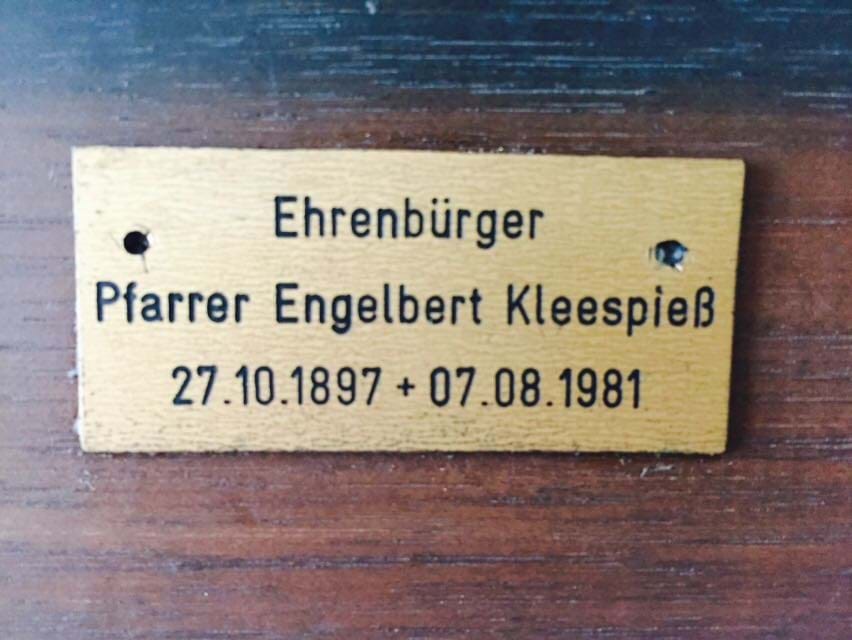 Ehrenbürger
Pfarrer Engelbert Kleespieß
27.10.1897 + 07.08.1981